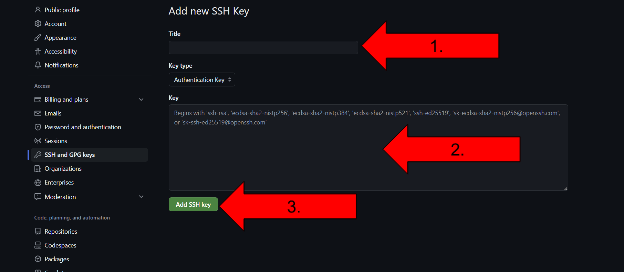 Public profile
Account
Appearance
Accessibility
Notifications
Access
Billing and plans
Emails
Password and authentication
Sessions
SSH and GPG keys
Organizations
Enterprises
Moderation
Code, planning, and automation
Repositories
Codespaces
Packages
Add new SSH Key
Title
1.
Key type
Authentication Key
Key
Begins with 'ssh-rsa', 'ecdsa-sha2-nistp256', 'ecdsa-sha2-nistp384', 'ecdsa-sha2-nistp521', 'ssh-ed25519', 'sk-ecdsa-sha2-nistp256@openssh.com',
or 'sk-ssh-ed25519@openssh.com'
2.
Add SSH key
3.